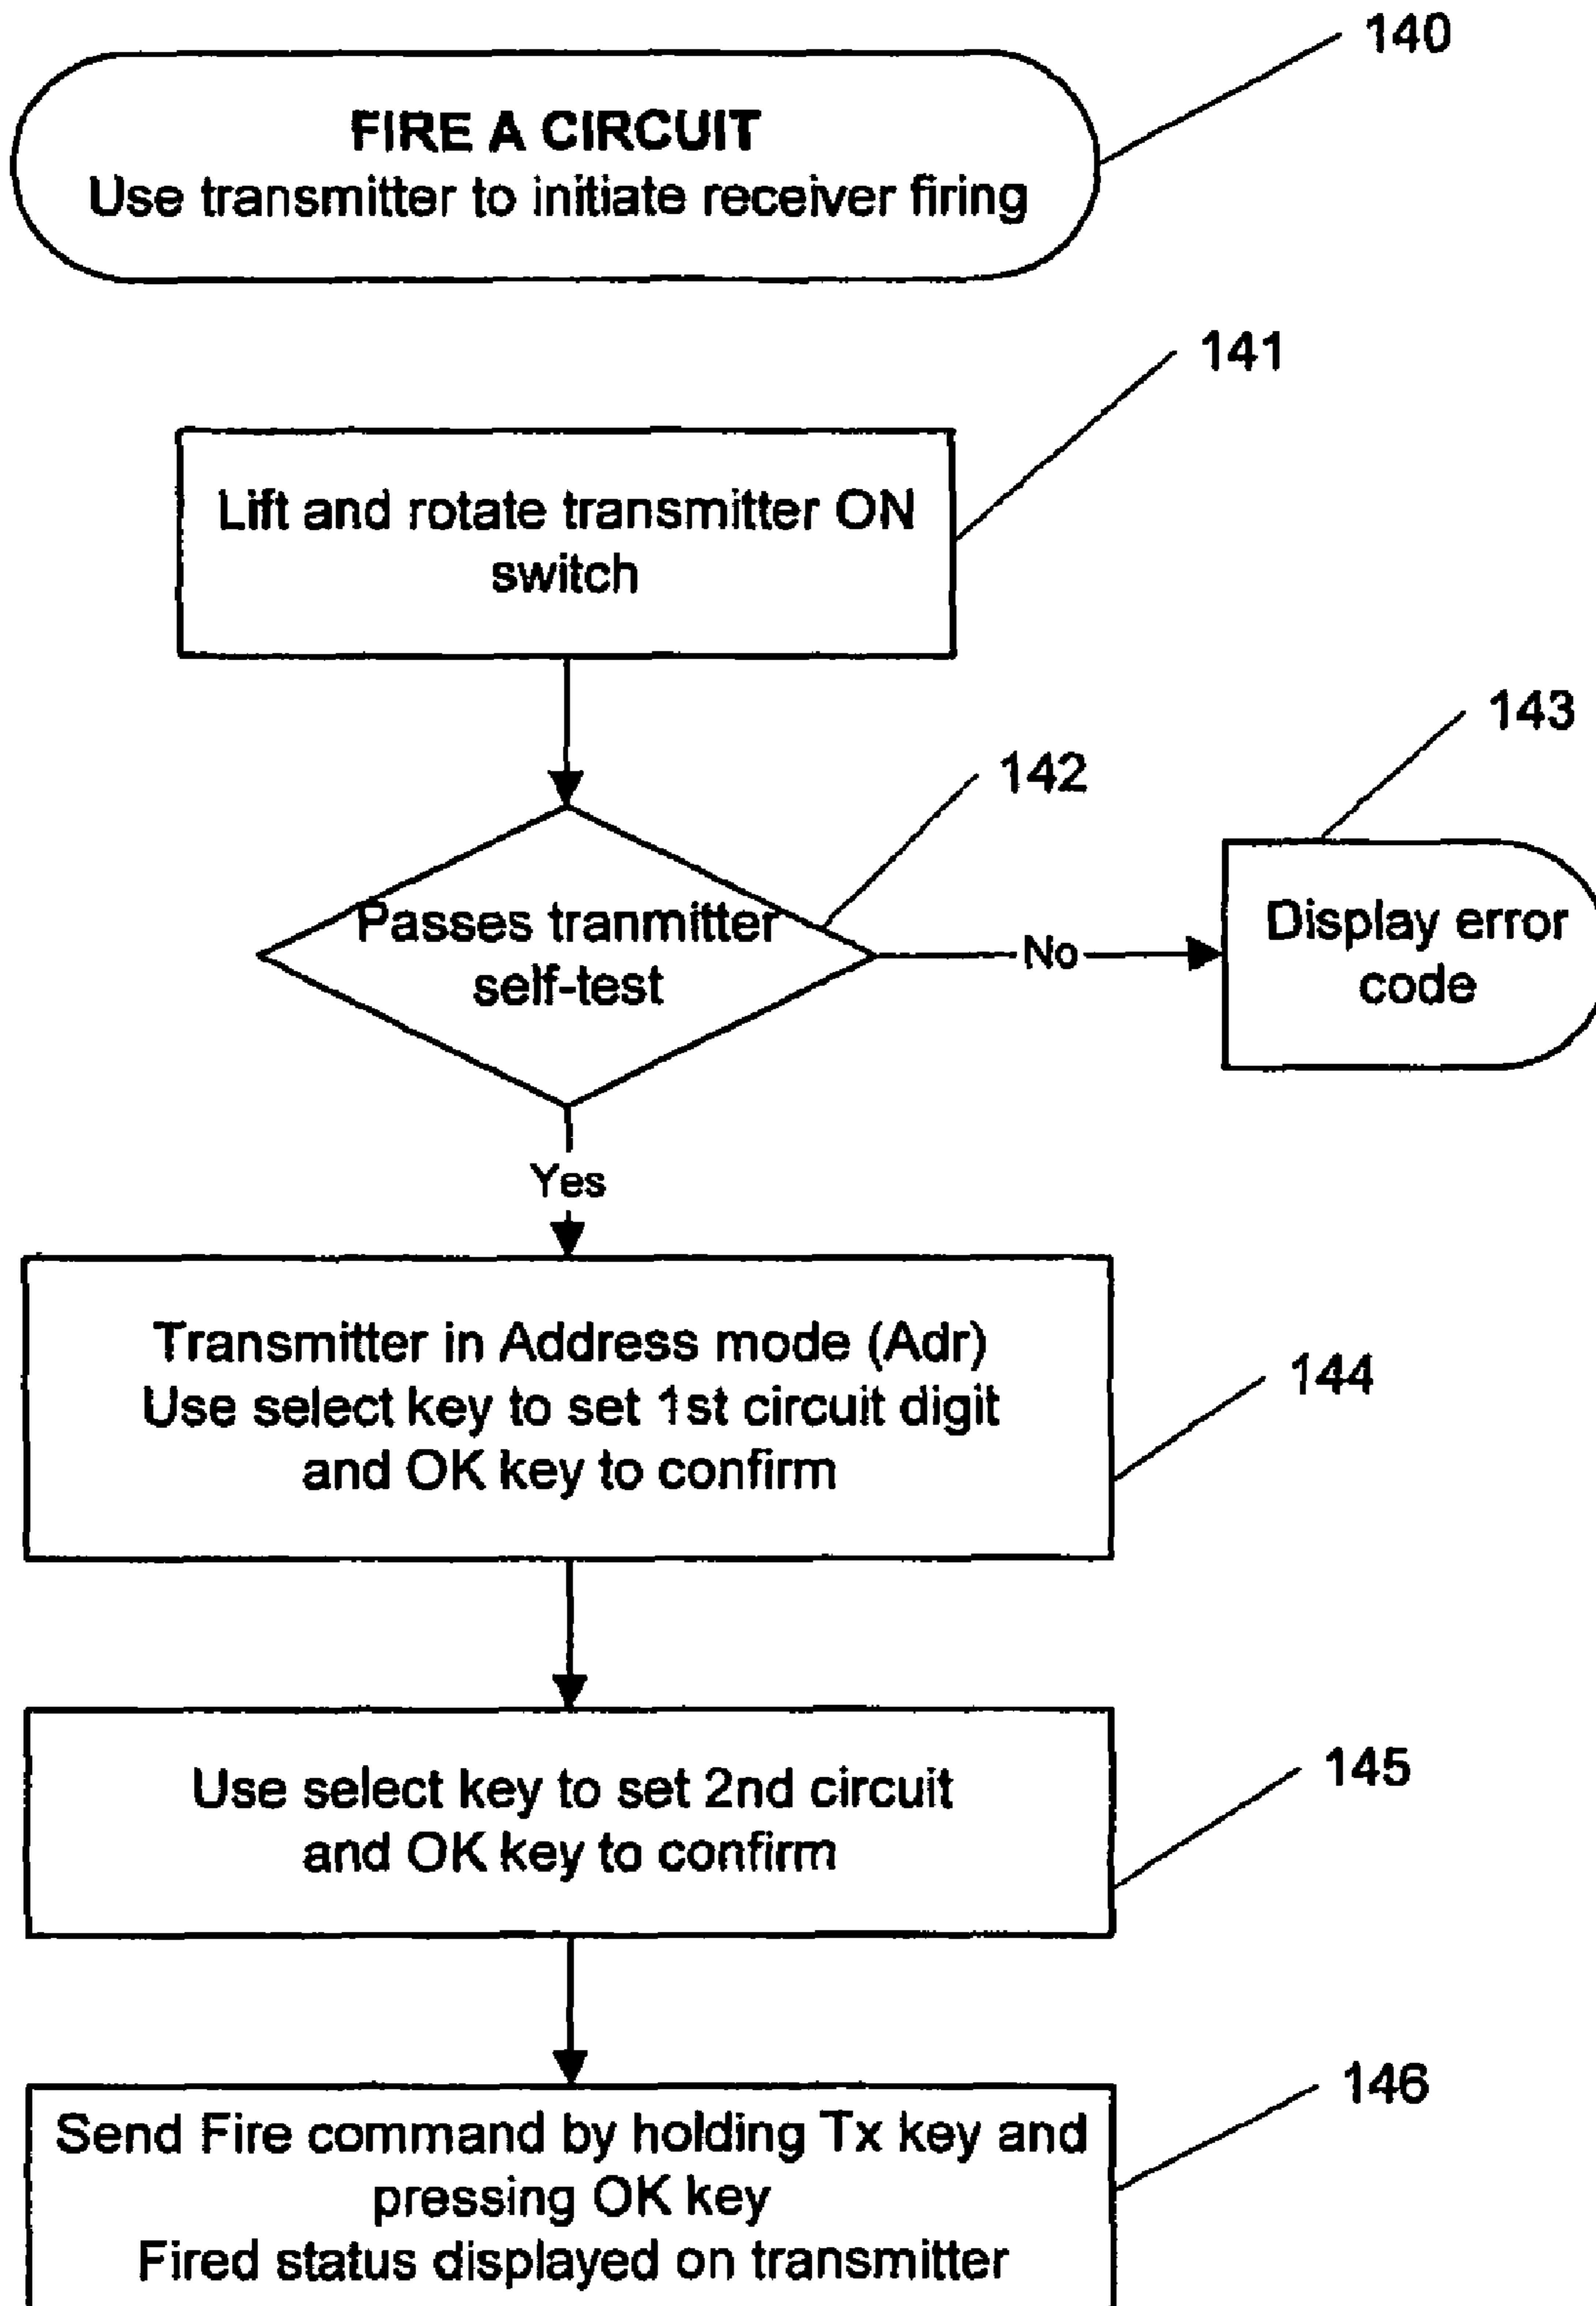 140
FIRE A CIRCUIT
Use transmitter to initiate receiver firing
141
Lift and rotate transmitter ON
switch
143
142
Passes tranmitter
self-test
No
Display error
code
Yes
Transmitter in Address mode (Adr)
Use select key to set 1st circuit digit
and OK key to confirm
144
Use select key to set 2nd circuit
and OK key to confirm
145
146
Send Fire command by holding Tx key and
pressing OK key
Fired status displayed on transmitter